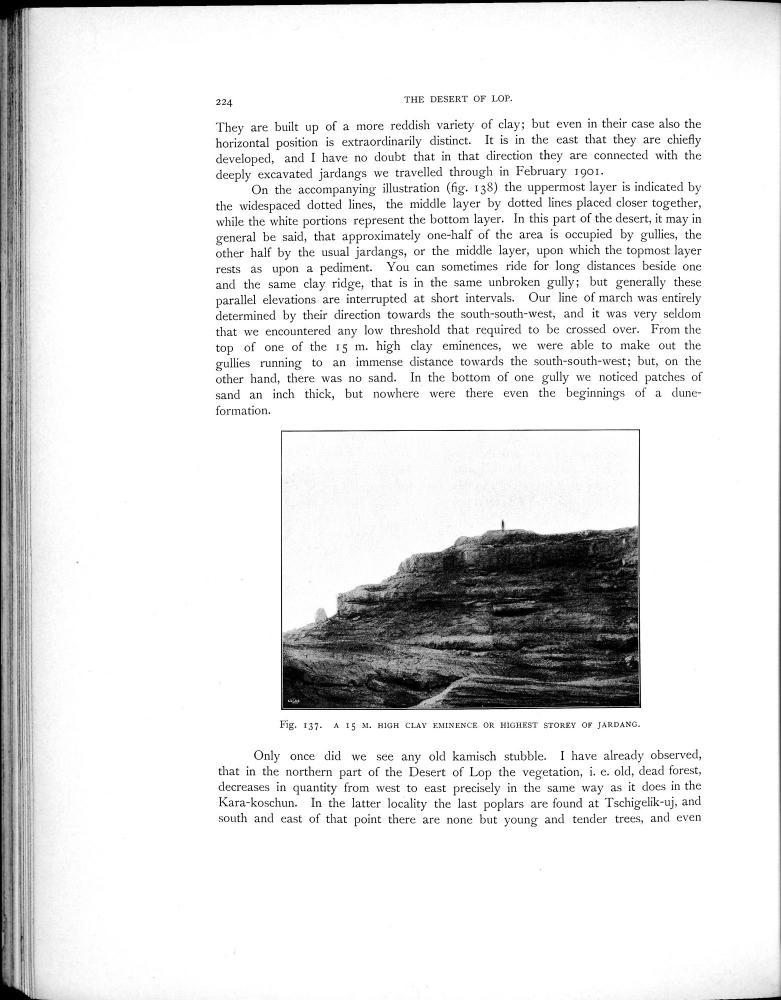 224
THE DESERT OF LOP.
They are built up of a more reddish variety of clay; but even in their case also the
horizontal position is extraordinarily distinct. It is in the east that they are chiefly
developed, and I have no doubt that in that direction they are connected with the
deeply excavated jardangs we travelled through in February 1901.
On the accompanying illustration (fig. 138) the uppermost layer is indicated by
the widespaced dotted lines, the middle layer by dotted lines placed closer together,
while the white portions represent the bottom layer. In this part of the desert, it may in
general be said, that approximately one-half of the area is occupied by gullies, the
other half by the usual jardangs, or the middle layer, upon which the topmost layer
rests as upon a pediment. You can sometimes ride for long distances beside one
and the same clay ridge, that is in the same unbroken gully; but generally these
parallel elevations are interrupted at short intervals. Our line of march was entirely
determined by their direction towards the south-south-west, and it was very seldom
that we encountered any low threshold that required to be crossed over. From the
top of one of the 15 m. high clay eminences, we were able to make out the
gullies running to an immense distance towards the south-south-west; but, on the
other hand, there was no sand. In the bottom of one gully we noticed patches of
sand an inch thick, but nowhere were there even the beginnings of a dune-
formation.
Fig. 137. A 15 M. HIGH CLAY EMINENCE OR HIGHEST STOREY OF JARDANG.
Only once did we see any old kamisch stubble. I have already observed,
that in the northern part of the Desert of Lop the vegetation, i. e. old, dead forest,
decreases in quantity from west to east precisely in the same way as it does in the
Kara-koschun. In the latter locality the last poplars are found at Tschigelik-uj, and
south and east of that point there are none but young and tender trees, and even